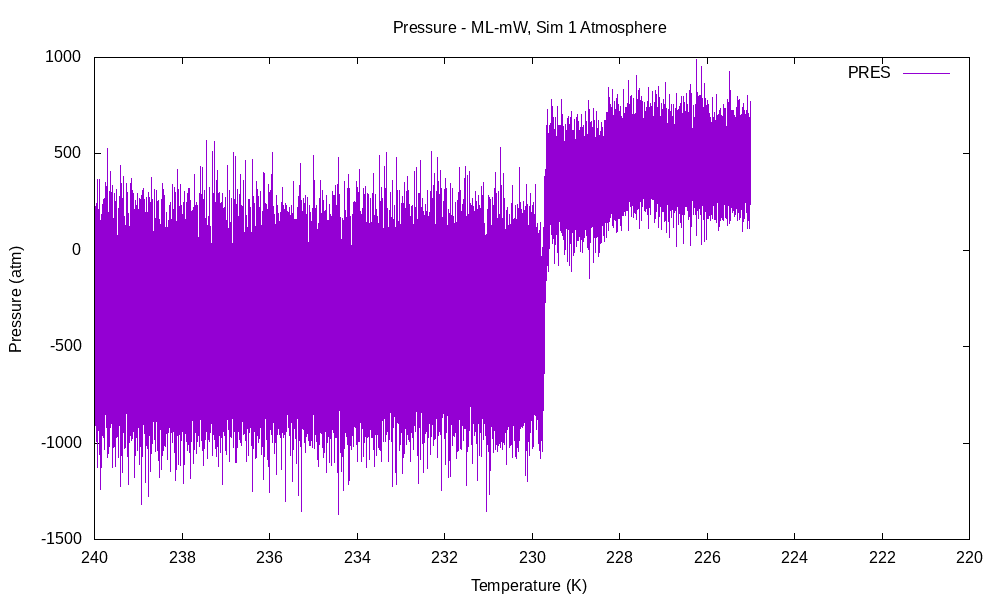 Pressure - ML-mW, Sim 1 Atmosphere
PRES
1000
500
0
-500
-1000
-1500
Pressure (atm)
240 238 236 234 232 230 228 226 224 222 220
Temperature (K)